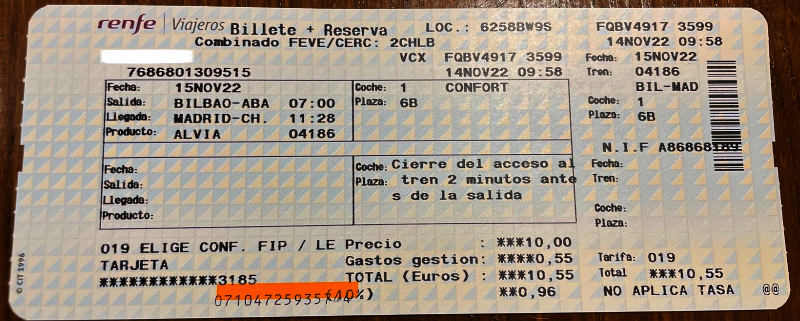 renfe Viajeros Billete + Reserva LOC.: 6258BW9S FQBV4917 3599
Combinado FEVE/CERC: 2CHLB 14NOV22 09:58
VCX FQBV4917 3599 Fecha: 15NOV22
7686801309515 14NOV22 09:58 Tren: 04186
Fecha: 15NOV22 Coche: 1 CONFORT BIL-MAD
Salida: BILBAO-ABA 07:00 Plaza: 6B Coche: 1
Llegada: MADRID-CH. 11:28 Plaza: 6B
Producto: ALVIA 04186
N.I.F A86868189
Fecha: Coche: Cierre del acceso al Fecha:
Salida: Plaza: tren 2 minutos ante Tren:
Llegada: s de la salida
Producto: Coche:
Plaza:
019 ELIGE CONF. FIP / LE Precio : ***10,00
TARJETA Gastos gestion: ****0,55 Tarifa: 019
************3185 TOTAL (Euros) : ***10,55 Total ***10,55
%) : **0,96 NO APLICA TASA @@
© CIT 1996